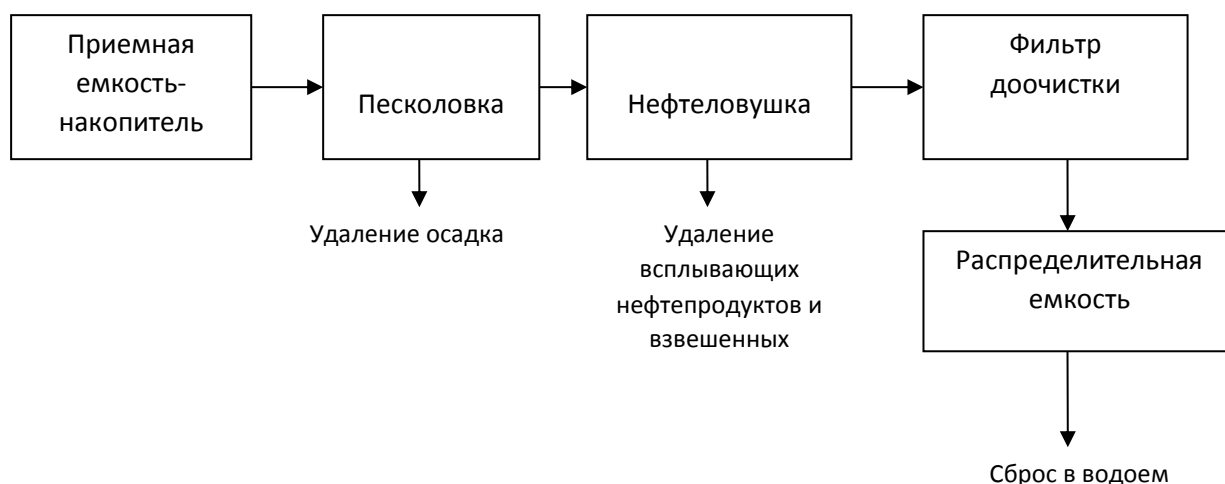 Приемная
емкость-
накопитель
Песколовка
Нефтеловушка
Фильтр
доочистки
Удаление осадка
Удаление
всплывающих
нефтепродуктов и
взвешенных
Распределительная
емкость
Сброс в водоем